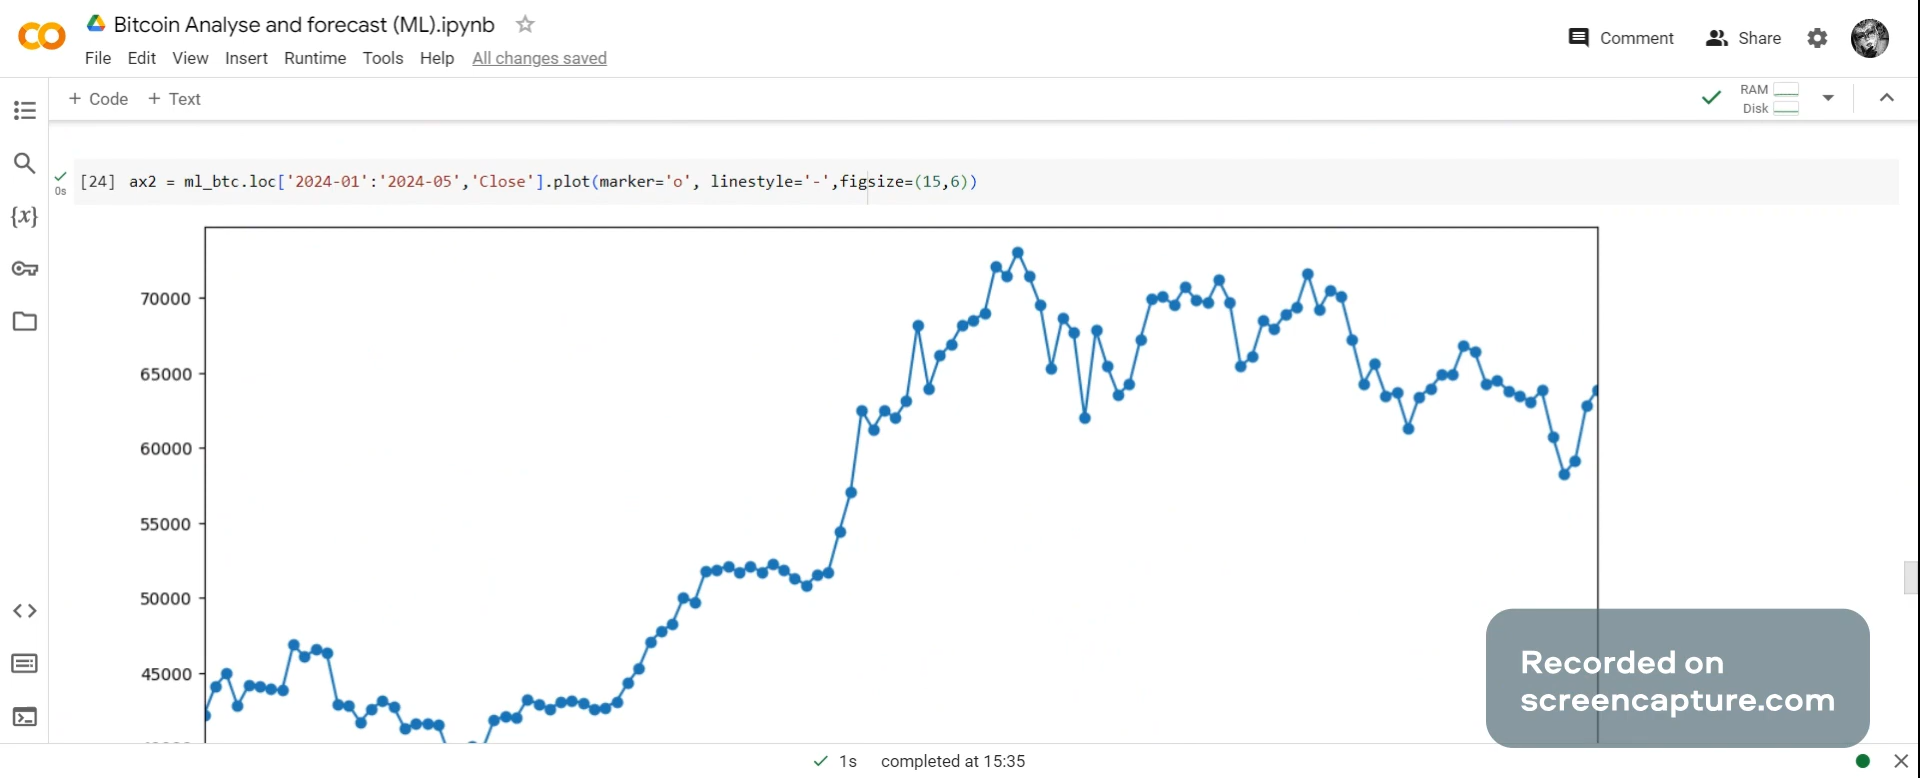 Bitcoin Analyse and forecast (ML).ipynb
Comment
Share
File Edit View Insert Runtime Tools Help All changes saved
+ Code + Text
RAM
Disk
0s
[24] ax2 = ml_btc.loc['2024-01':'2024-05','Close'].plot(marker='o', linestyle='-',figsize=(15,6))
{x}
70000
65000
60000
55000
50000
45000
Recorded on
screencapture.com
1s completed at 15:35